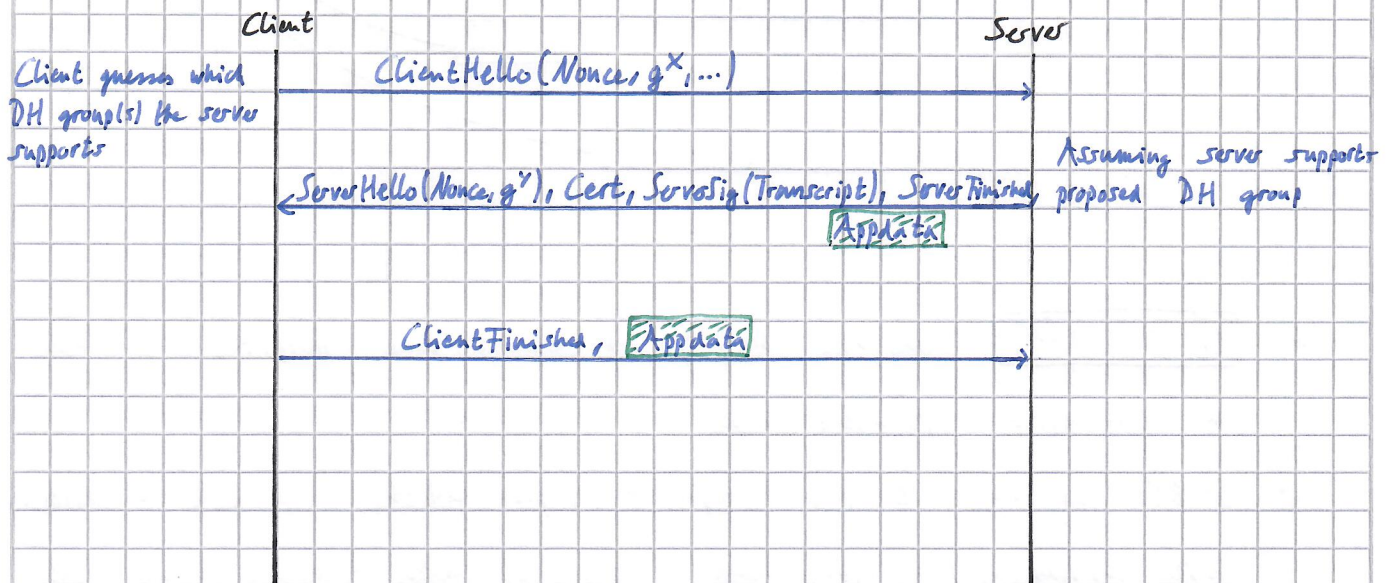 Client
Server
Client guesses which
DH group(s) the server
supports
ClientHello(Nonce, g^x, ...)
Assuming server supports
proposed DH group
ServerHello(Nonce, g^y), Cert, ServerSig(Transcript), ServerFinished,
Appdata
ClientFinished, Appdata